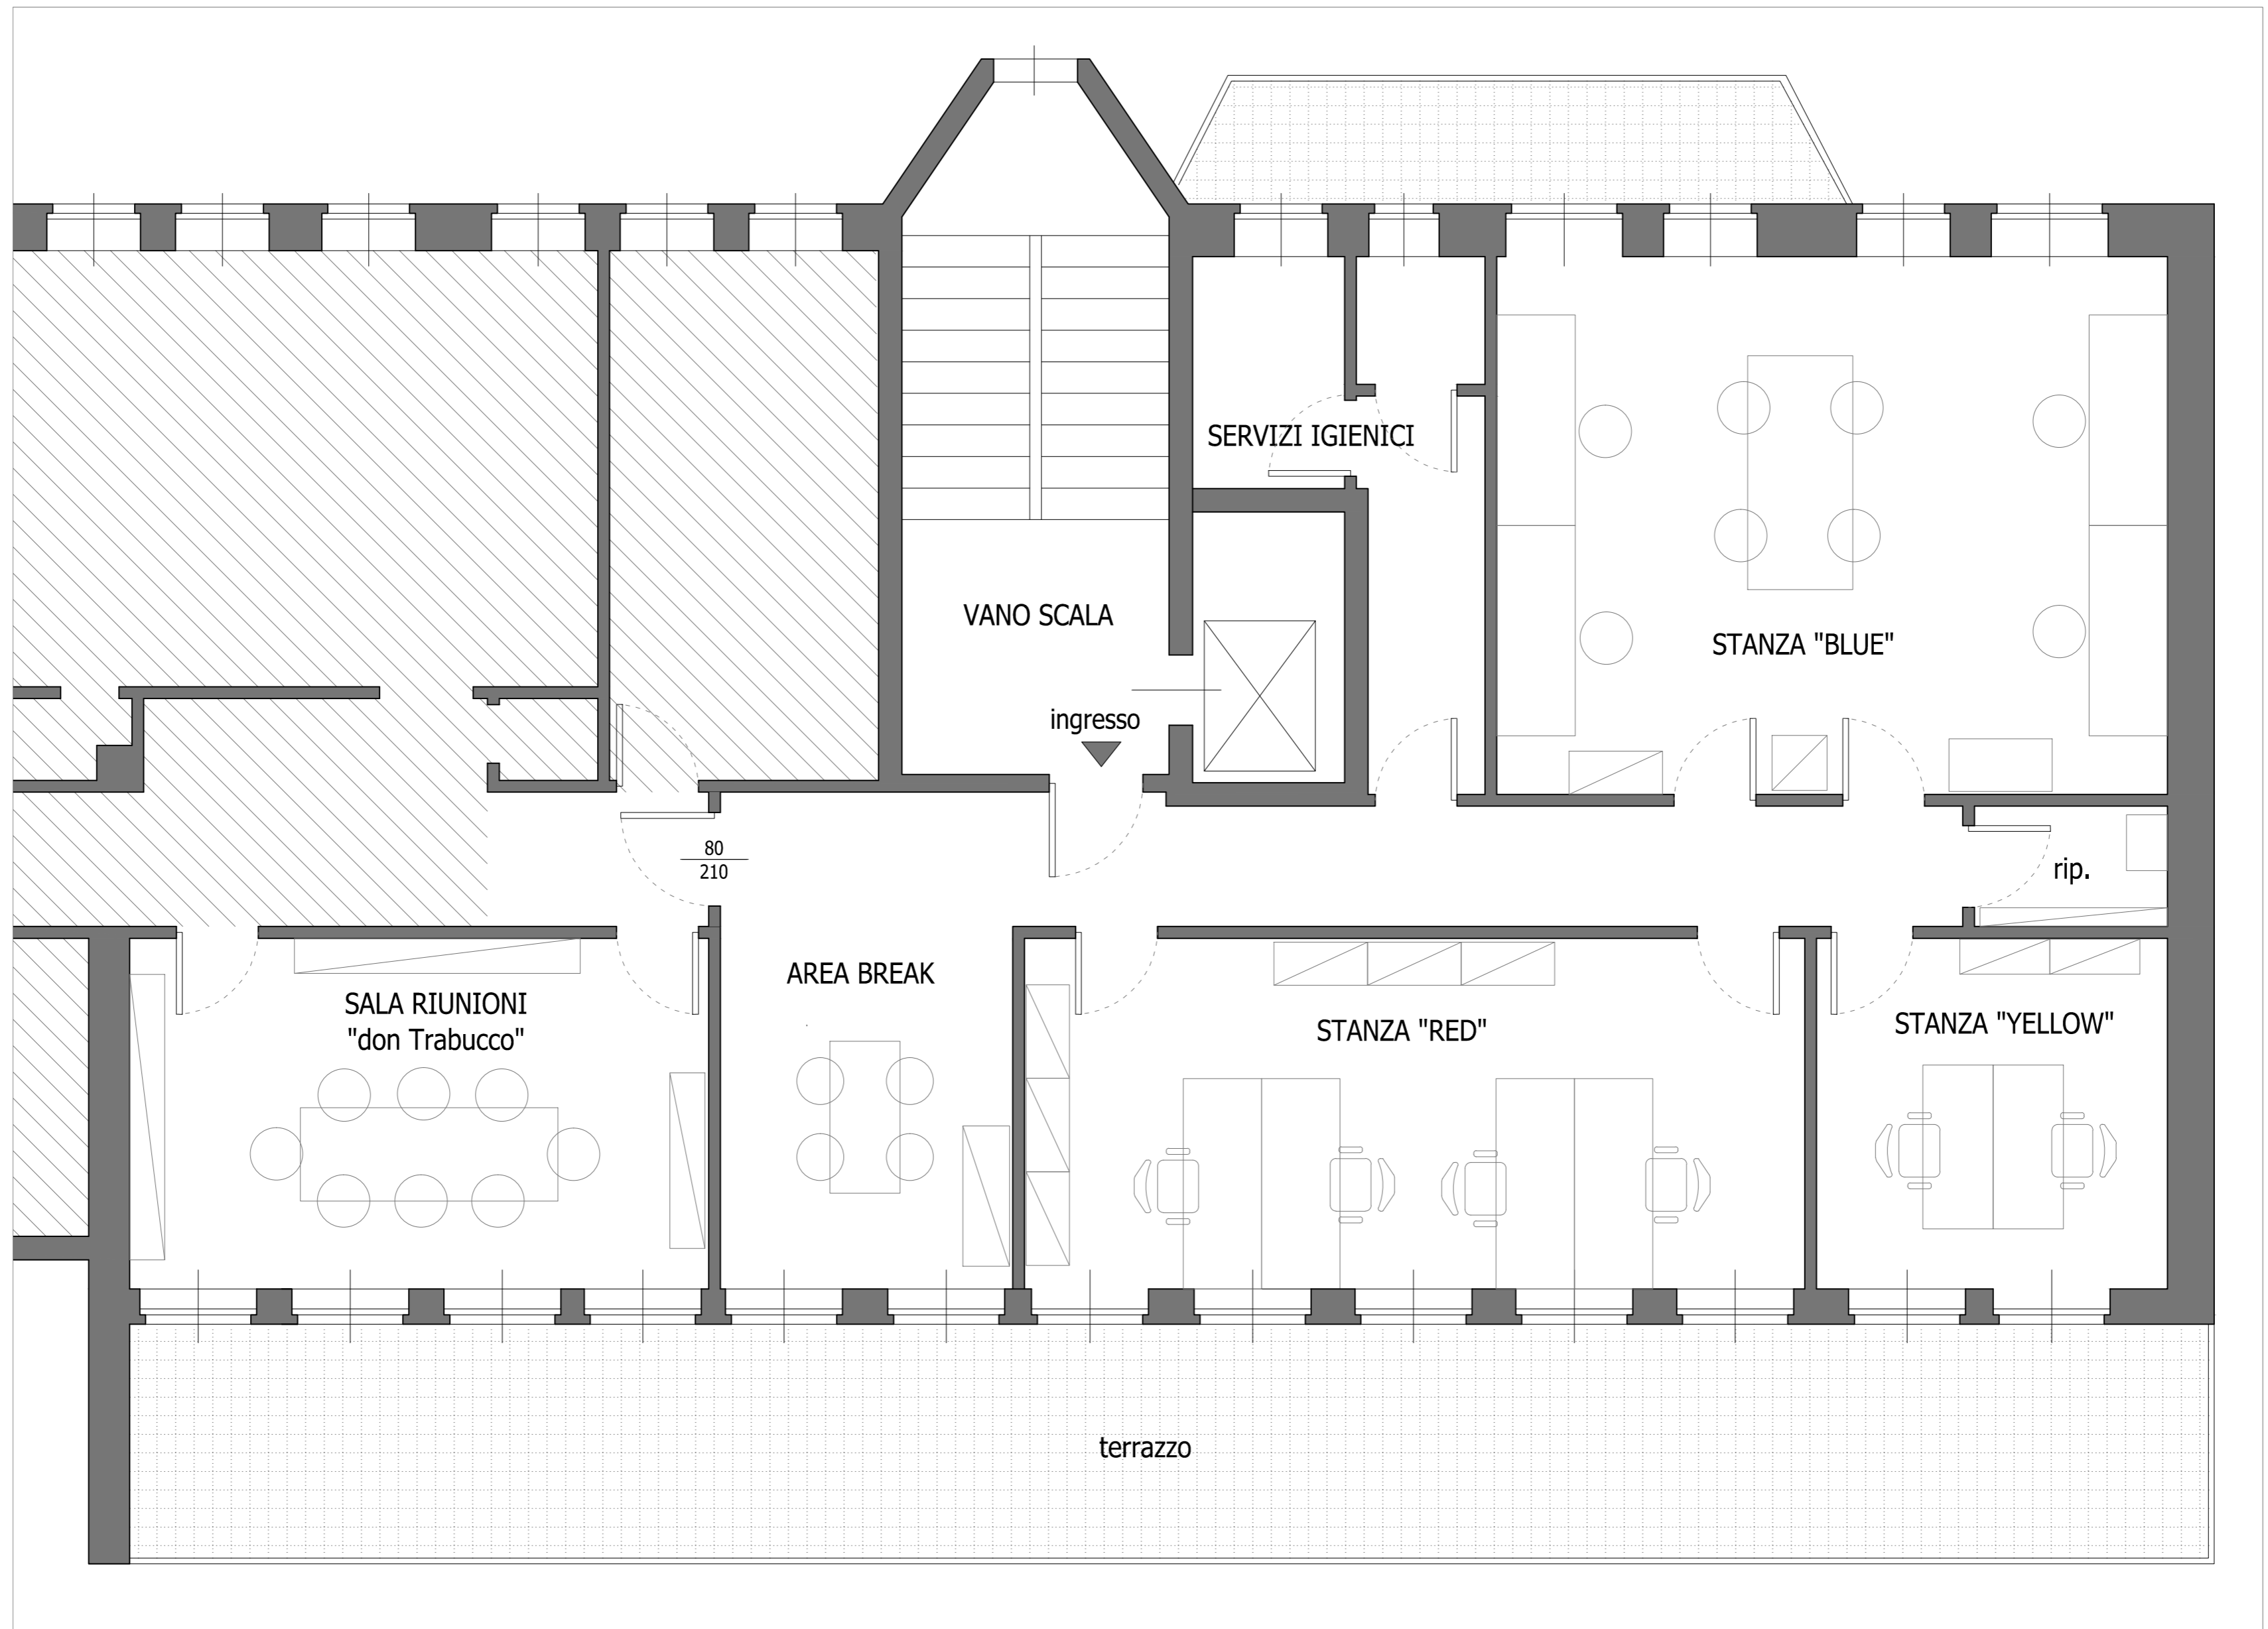 SERVIZI IGIENICI
VANO SCALA
STANZA "BLUE"
ingresso
80
210
rip.
AREA BREAK
SALA RIUNIONI
"don Trabucco"
STANZA "RED"
STANZA "YELLOW"
terrazzo